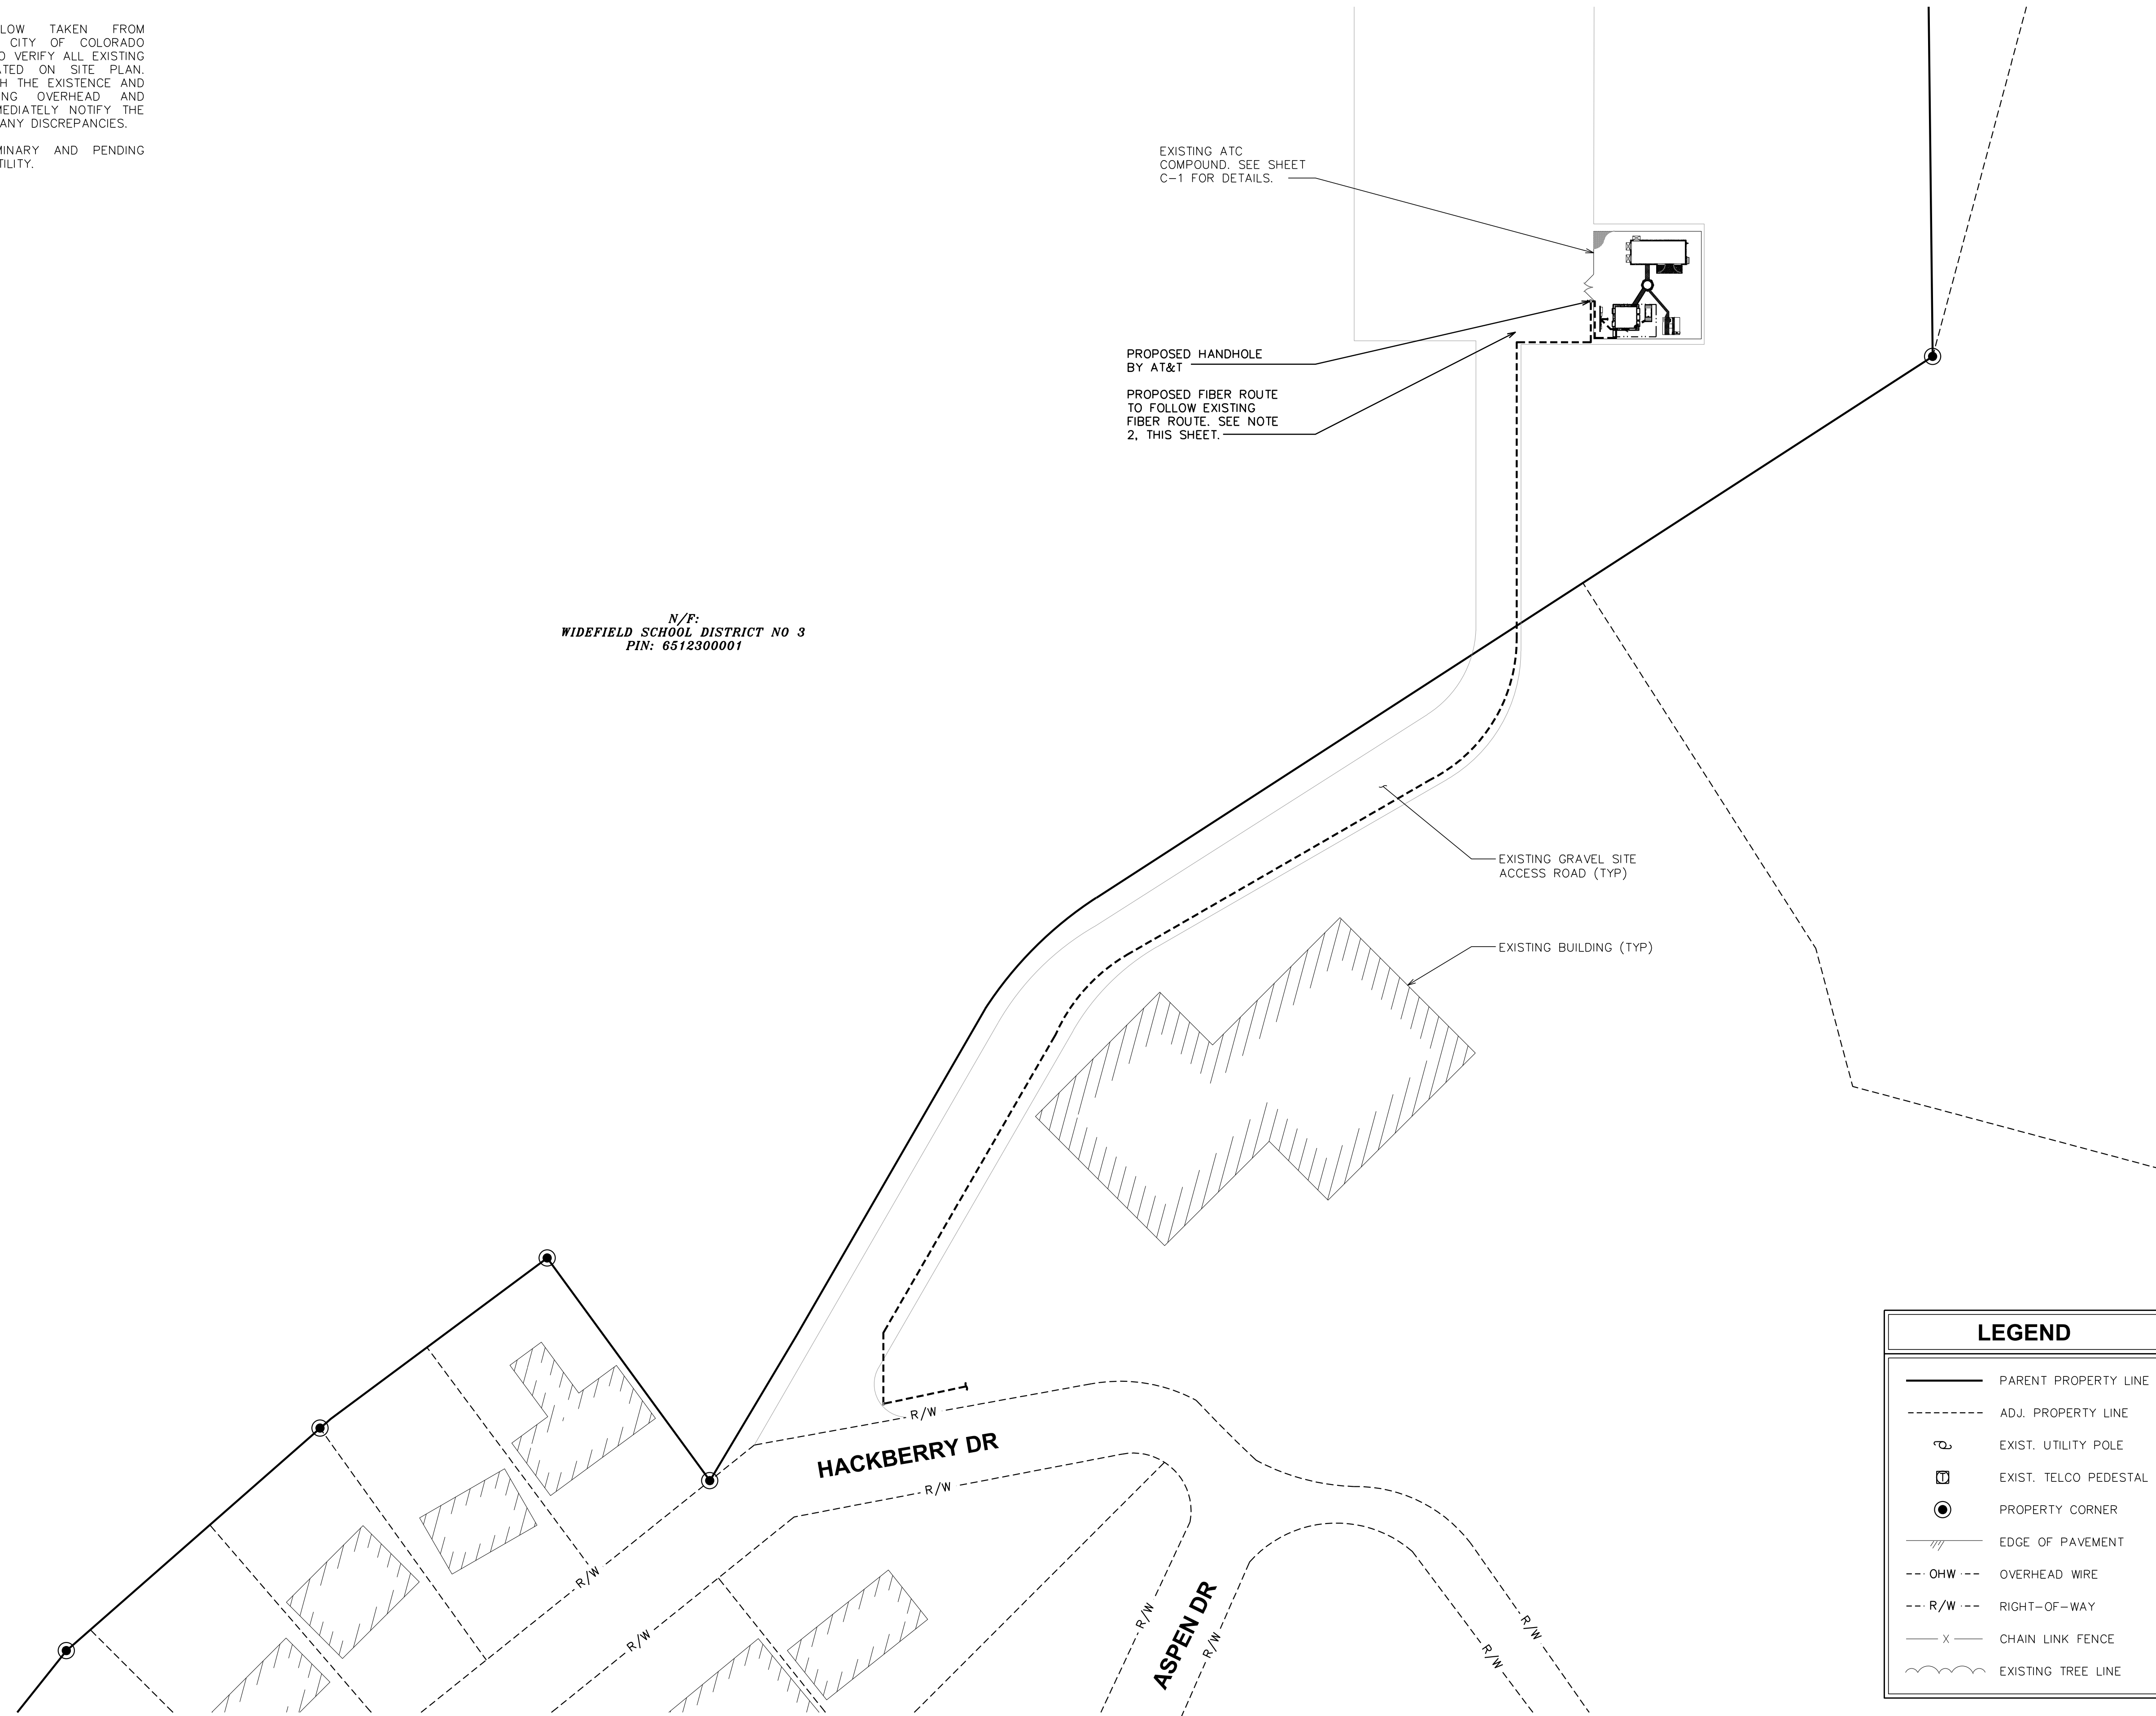 LOW TAKEN FROM
CITY OF COLORADO
O VERIFY ALL EXISTING
ATED ON SITE PLAN.
H THE EXISTENCE AND
NG OVERHEAD AND
MEDIATELY NOTIFY THE
ANY DISCREPANCIES.
MINARY AND PENDING
TILITY.
EXISTING ATC
COMPOUND. SEE SHEET
C-1 FOR DETAILS.
PROPOSED HANDHOLE
BY AT&T
PROPOSED FIBER ROUTE
TO FOLLOW EXISTING
FIBER ROUTE. SEE NOTE
2, THIS SHEET.
N/F:
WIDEFIELD SCHOOL DISTRICT NO 3
PIN: 6512300001
EXISTING GRAVEL SITE
ACCESS ROAD (TYP)
EXISTING BUILDING (TYP)
R/W
HACKBERRY DR
R/W
R/W
R/W
R/W
ASPEN DR
R/W
R/W
R/W
LEGEND
PARENT PROPERTY LINE
ADJ. PROPERTY LINE
EXIST. UTILITY POLE
T EXIST. TELCO PEDESTAL
PROPERTY CORNER
EDGE OF PAVEMENT
OHW OVERHEAD WIRE
R/W RIGHT-OF-WAY
X CHAIN LINK FENCE
EXISTING TREE LINE